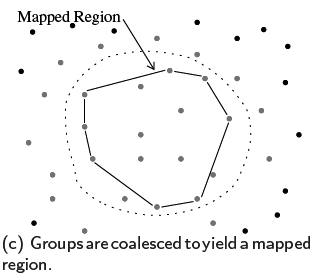 Mapped Region
(c) Groups are coalesced to yield a mapped
region.